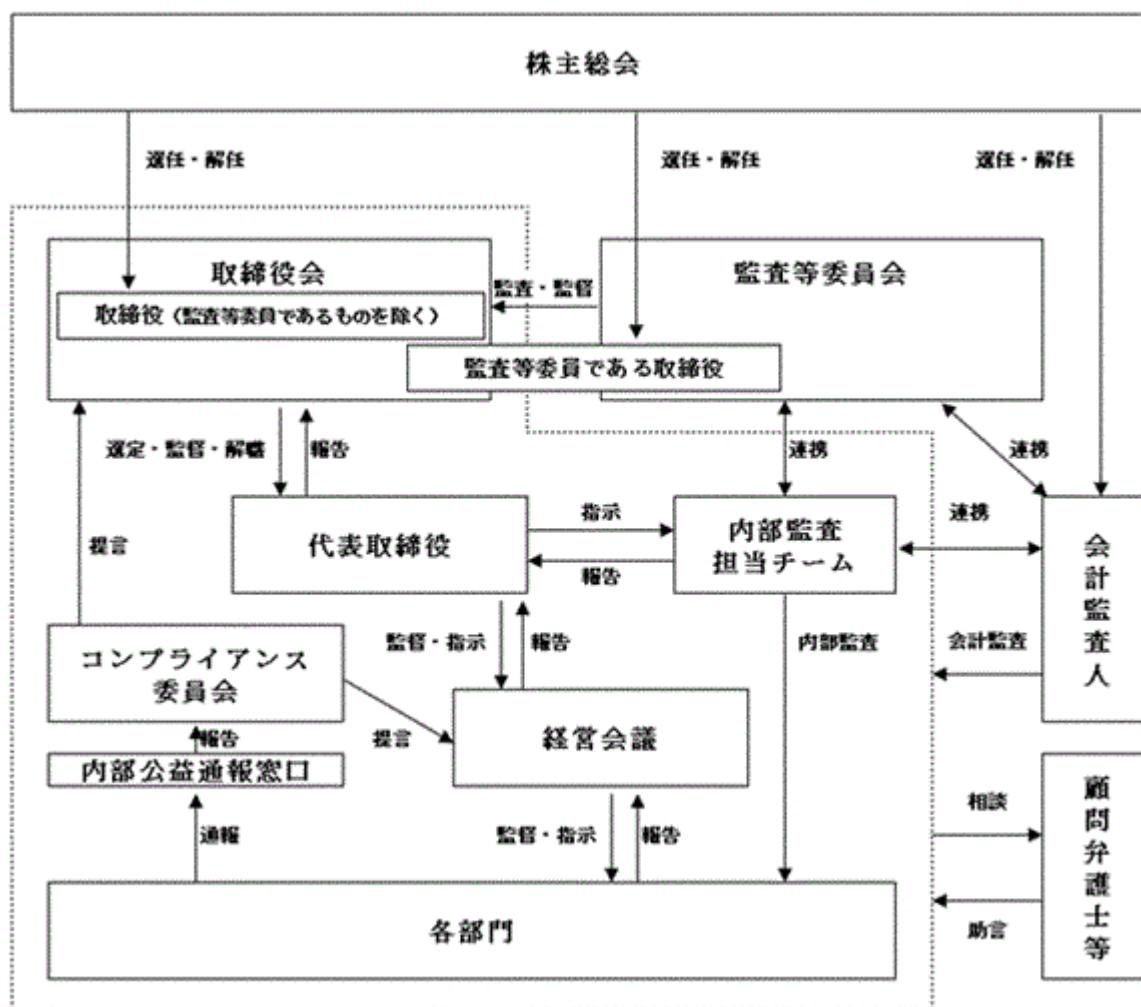 株主総会
選任・解任
選任・解任
選任・解任
取締役会
監査等委員会
監査・監督
取締役（監査等委員であるものを除く）
監査等委員である取締役
選定・監督・解職
報告
連携
連携
提言
代表取締役
指示
報告
内部監査
担当チーム
連携
会計監査人
監督・指示
報告
内部監査
会計監査
コンプライアンス
委員会
提言
経営会議
報告
内部公益通報窓口
通報
監督・指示
報告
相談
助言
顧問弁護士等
各部門